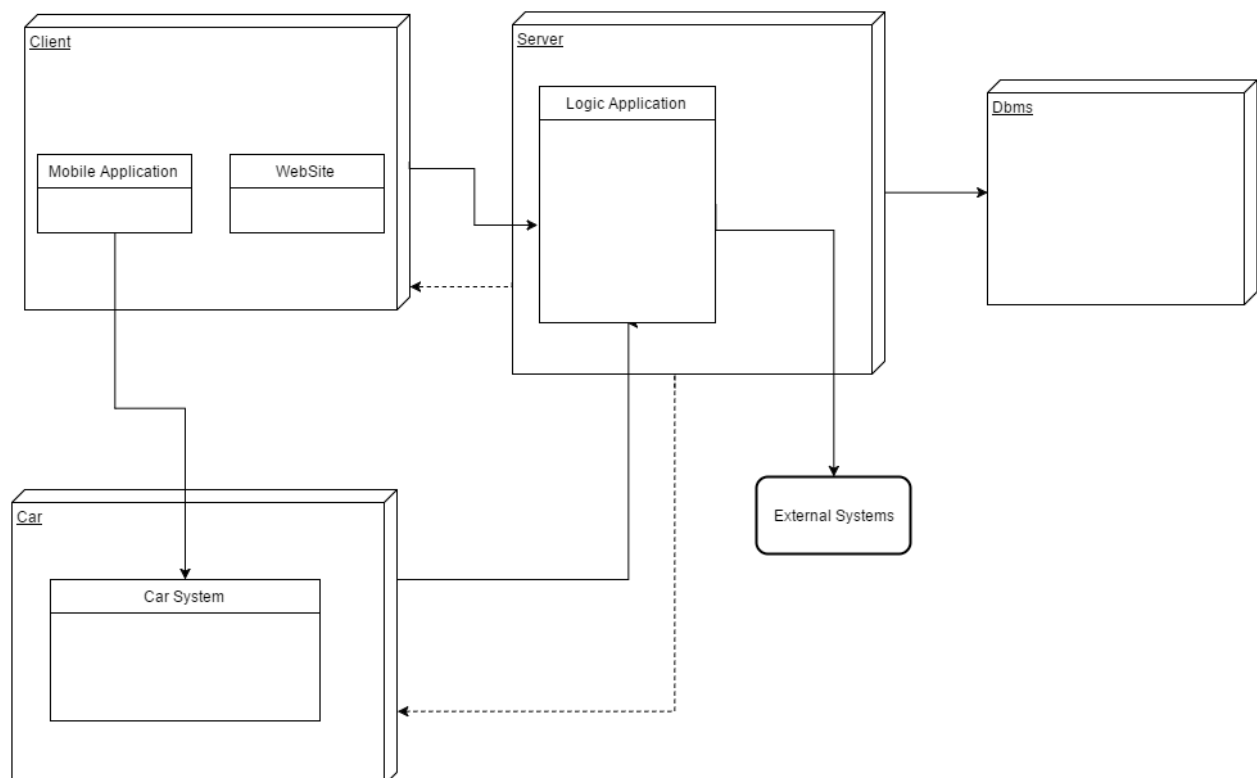 Client
Server
Dbms
Logic Application
Mobile Application
WebSite
External Systems
Car
Car System